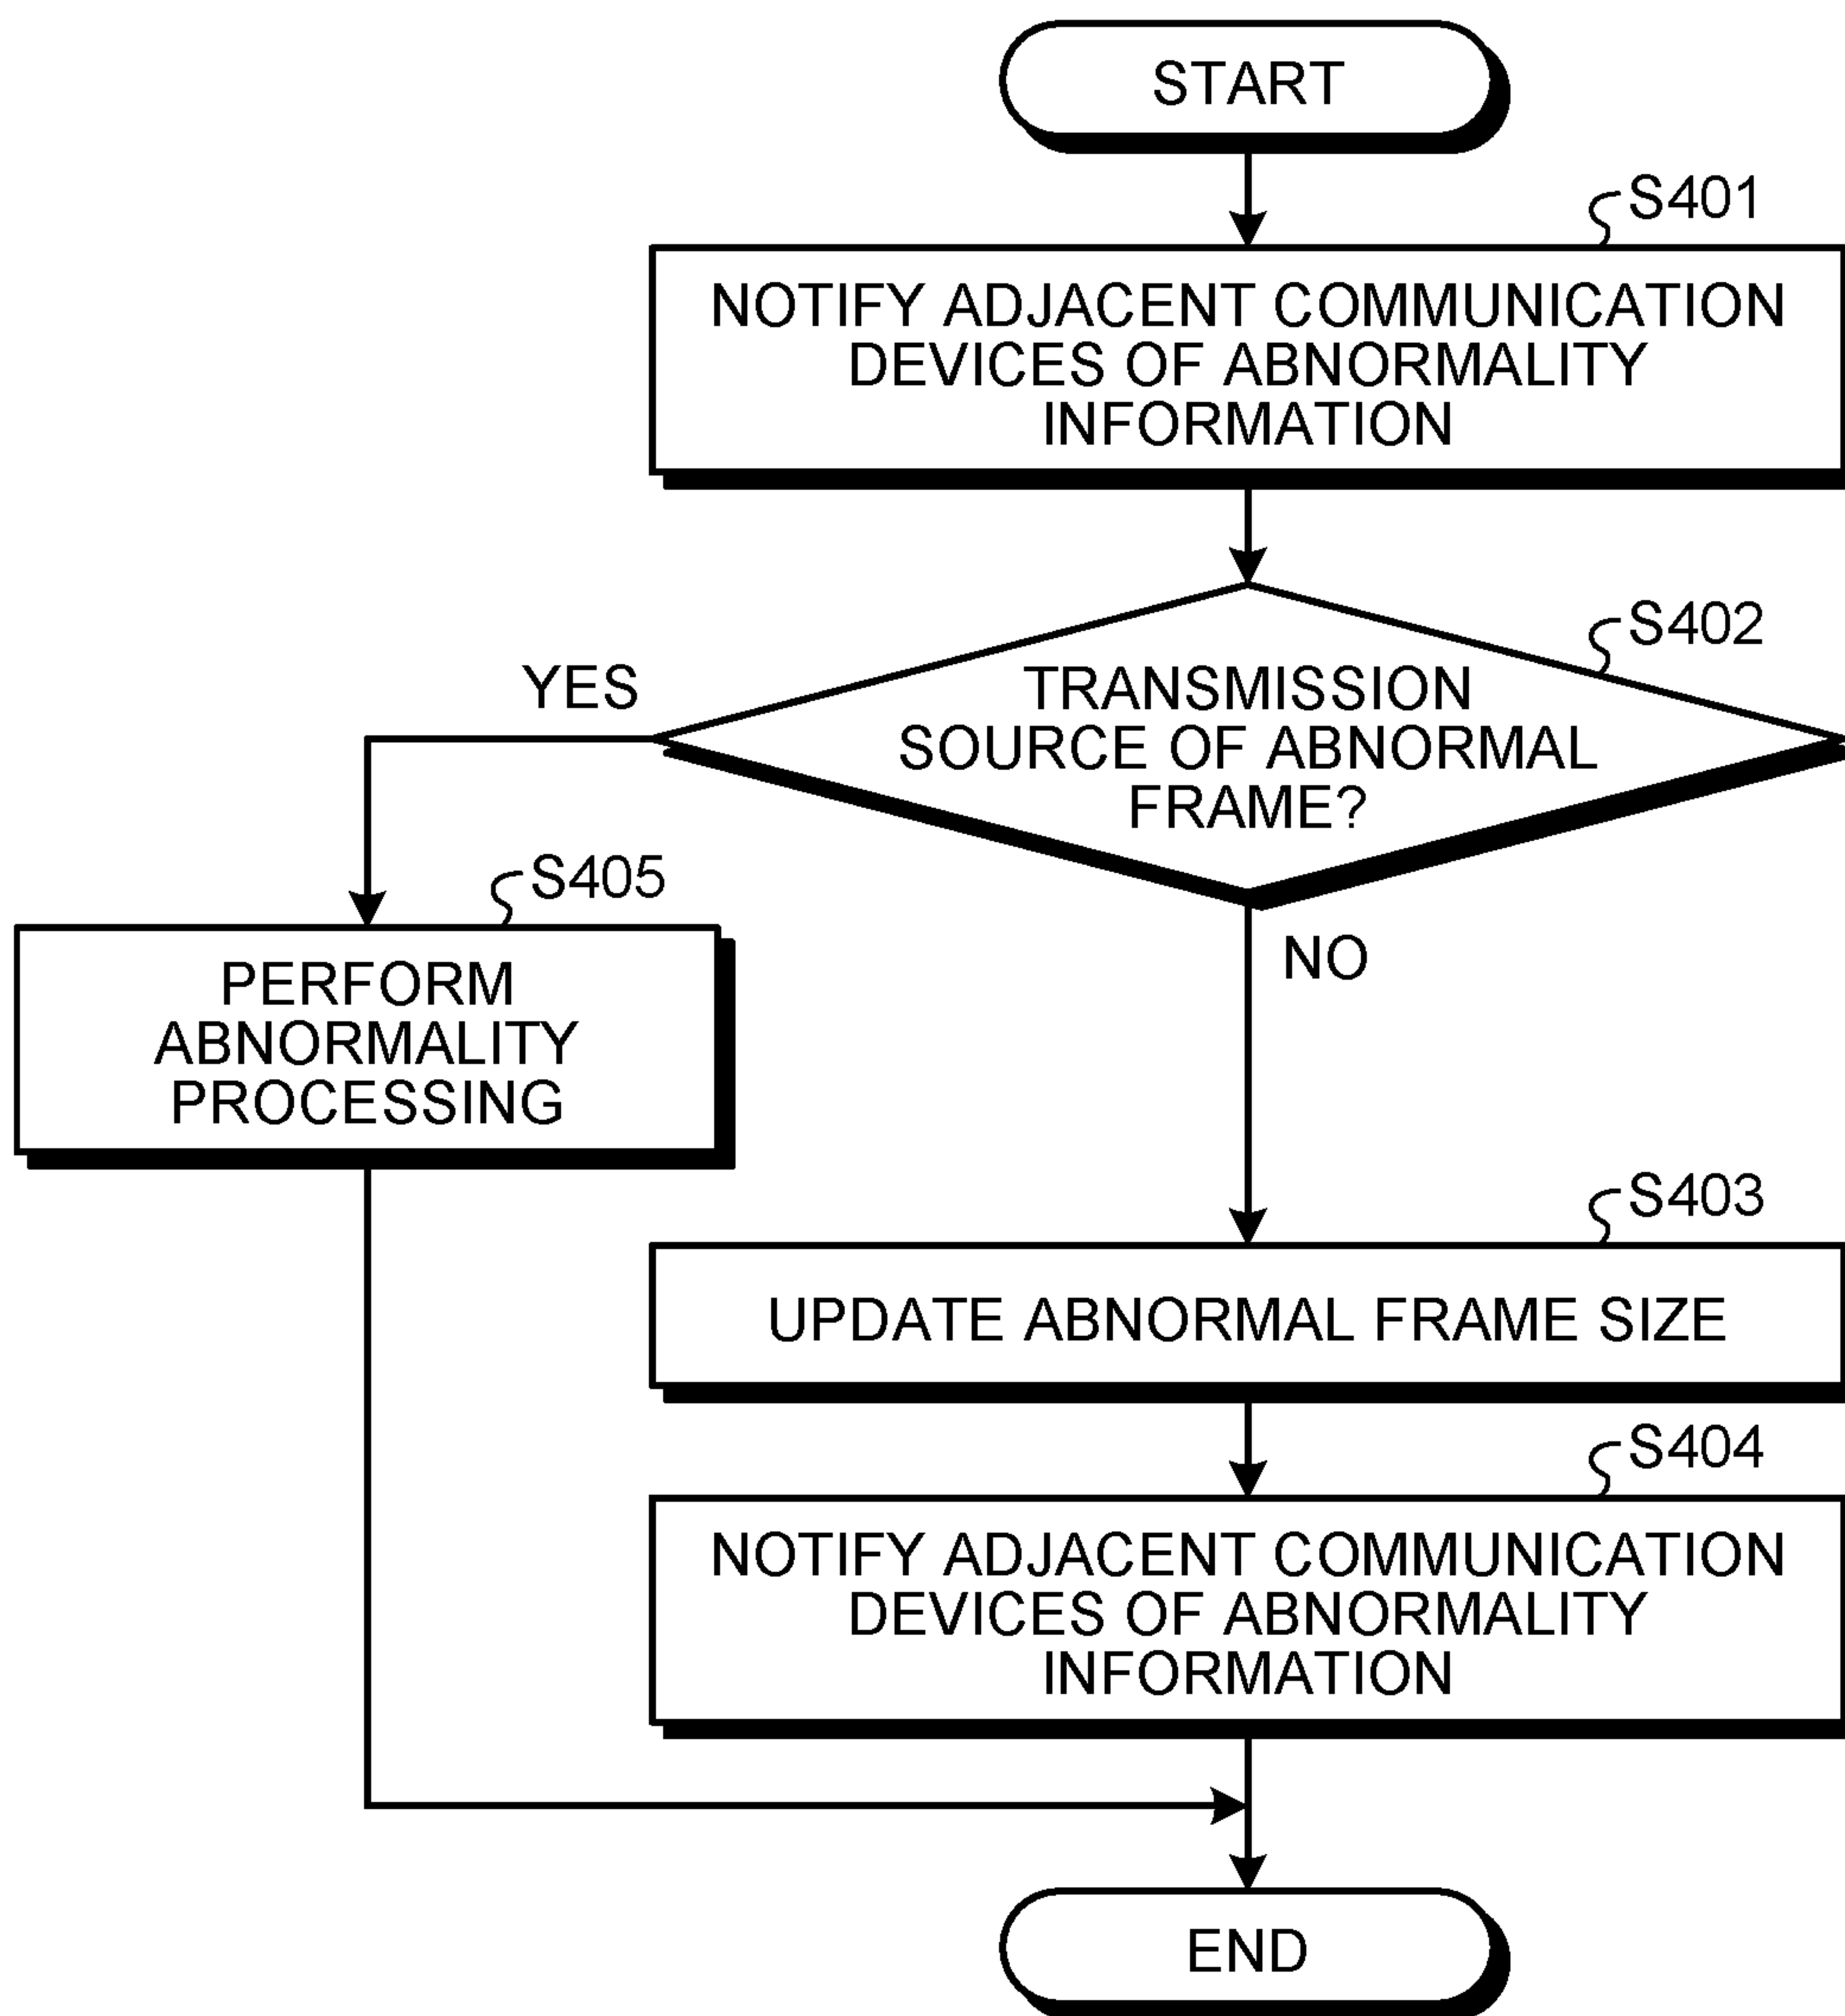 START
S401
NOTIFY ADJACENT COMMUNICATION
DEVICES OF ABNORMALITY
INFORMATION
S402
TRANSMISSION
SOURCE OF ABNORMAL
FRAME?
YES
NO
S405
PERFORM
ABNORMALITY
PROCESSING
S403
UPDATE ABNORMAL FRAME SIZE
S404
NOTIFY ADJACENT COMMUNICATION
DEVICES OF ABNORMALITY
INFORMATION
END